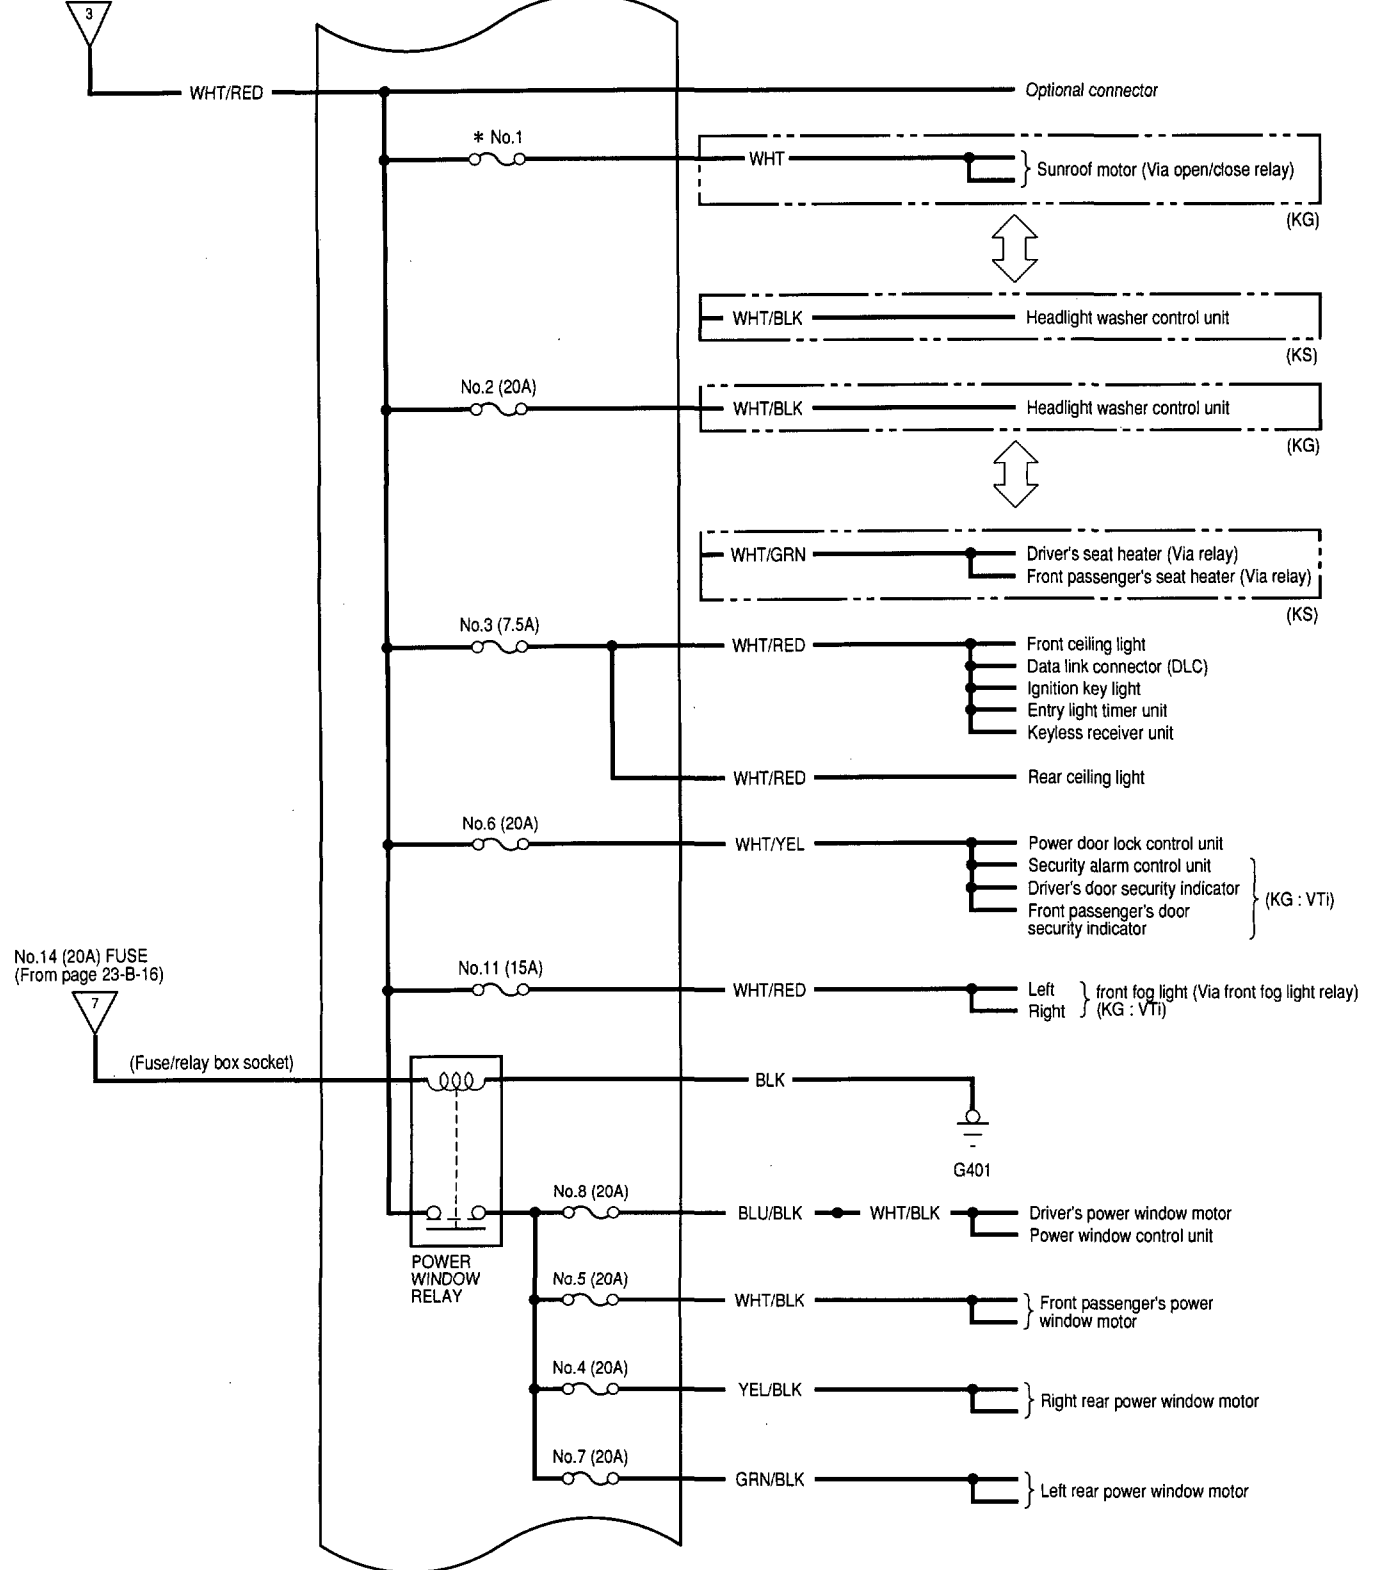 3
WHT/RED
Optional connector
* No.1
WHT
Sunroof motor (Via open/close relay)
(KG)
WHT/BLK
Headlight washer control unit
(KS)
No.2 (20A)
WHT/BLK
Headlight washer control unit
(KG)
WHT/GRN
Driver's seat heater (Via relay)
Front passenger's seat heater (Via relay)
(KS)
No.3 (7.5A)
WHT/RED
Front ceiling light
Data link connector (DLC)
Ignition key light
Entry light timer unit
Keyless receiver unit
WHT/RED
Rear ceiling light
No.6 (20A)
WHT/YEL
Power door lock control unit
Security alarm control unit
Driver's door security indicator
Front passenger's door
security indicator
(KG : VTi)
No.14 (20A) FUSE
(From page 23-B-16)
7
No.11 (15A)
WHT/RED
Left
Right
front fog light (Via front fog light relay)
(KG : VTi)
(Fuse/relay box socket)
BLK
G401
No.8 (20A)
BLU/BLK
WHT/BLK
Driver's power window motor
Power window control unit
POWER
WINDOW
RELAY
No.5 (20A)
WHT/BLK
Front passenger's power
window motor
No.4 (20A)
YEL/BLK
Right rear power window motor
No.7 (20A)
GRN/BLK
Left rear power window motor